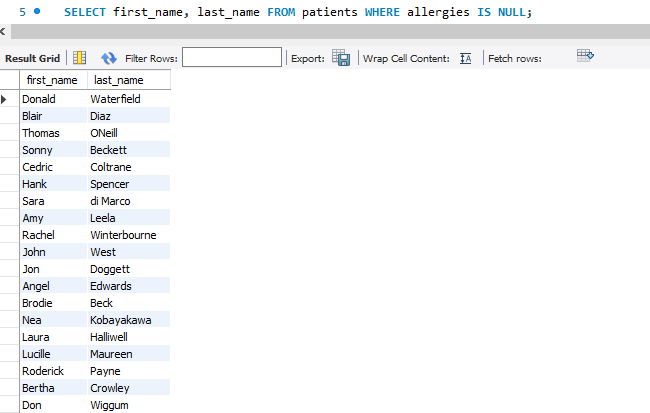 5 SELECT first_name, last_name FROM patients WHERE allergies IS NULL;
Result Grid Filter Rows: Export: Wrap Cell Content: Fetch rows:
first_name last_name
Donald Waterfield
Blair Diaz
Thomas ONeill
Sonny Beckett
Cedric Coltrane
Hank Spencer
Sara di Marco
Amy Leela
Rachel Winterbourne
John West
Jon Doggett
Angel Edwards
Brodie Beck
Nea Kobayakawa
Laura Halliwell
Lucille Maureen
Roderick Payne
Bertha Crowley
Don Wiggum